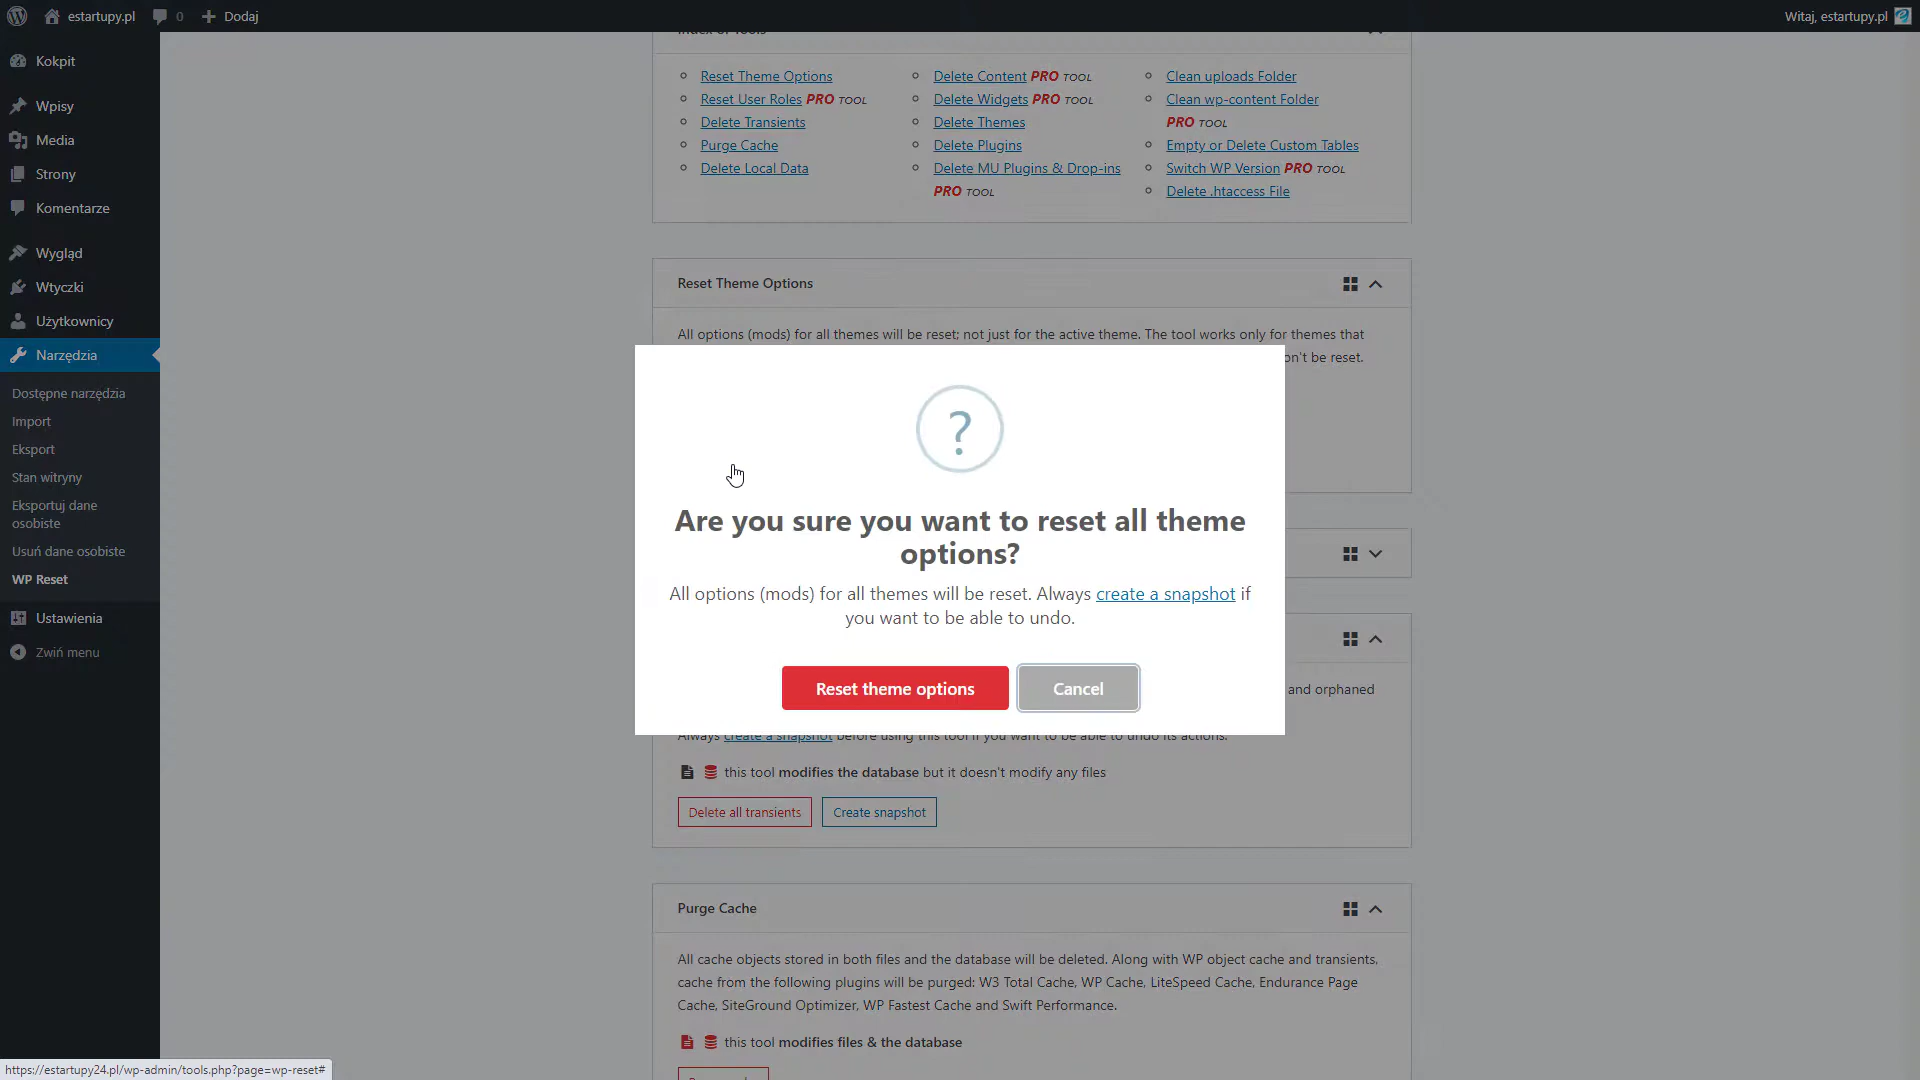 estartupy.pl
0
Dodaj
Witaj, estartupy.pl
Kokpit
Wpisy
Media
Strony
Komentarze
Wygląd
Wtyczki
Użytkownicy
Narzędzia
Dostępne narzędzia
Import
Eksport
Stan witryny
Eksportuj dane
osobiste
Usuń dane osobiste
WP Reset
Ustawienia
Zwiń menu
Index of Tools
Reset Theme Options
Reset User Roles PRO TOOL
Delete Transients
Purge Cache
Delete Local Data
Delete Content PRO TOOL
Delete Widgets PRO TOOL
Delete Themes
Delete Plugins
Delete MU Plugins & Drop-ins
PRO TOOL
Clean uploads Folder
Clean wp-content Folder
PRO TOOL
Empty or Delete Custom Tables
Switch WP Version PRO TOOL
Delete .htaccess File
Reset Theme Options
All options (mods) for all themes will be reset; not just for the active theme. The tool works only for themes that
on't be reset.
?
Are you sure you want to reset all theme
options?
All options (mods) for all themes will be reset. Always create a snapshot if
you want to be able to undo.
Reset theme options
Cancel
and orphaned
Always create a snapshot before using this tool if you want to be able to undo its actions.
this tool modifies the database but it doesn't modify any files
Delete all transients
Create snapshot
Purge Cache
All cache objects stored in both files and the database will be deleted. Along with WP object cache and transients,
cache from the following plugins will be purged: W3 Total Cache, WP Cache, LiteSpeed Cache, Endurance Page
Cache, SiteGround Optimizer, WP Fastest Cache and Swift Performance.
this tool modifies files & the database
https://estartupy24.pl/wp-admin/tools.php?page=wp-reset#